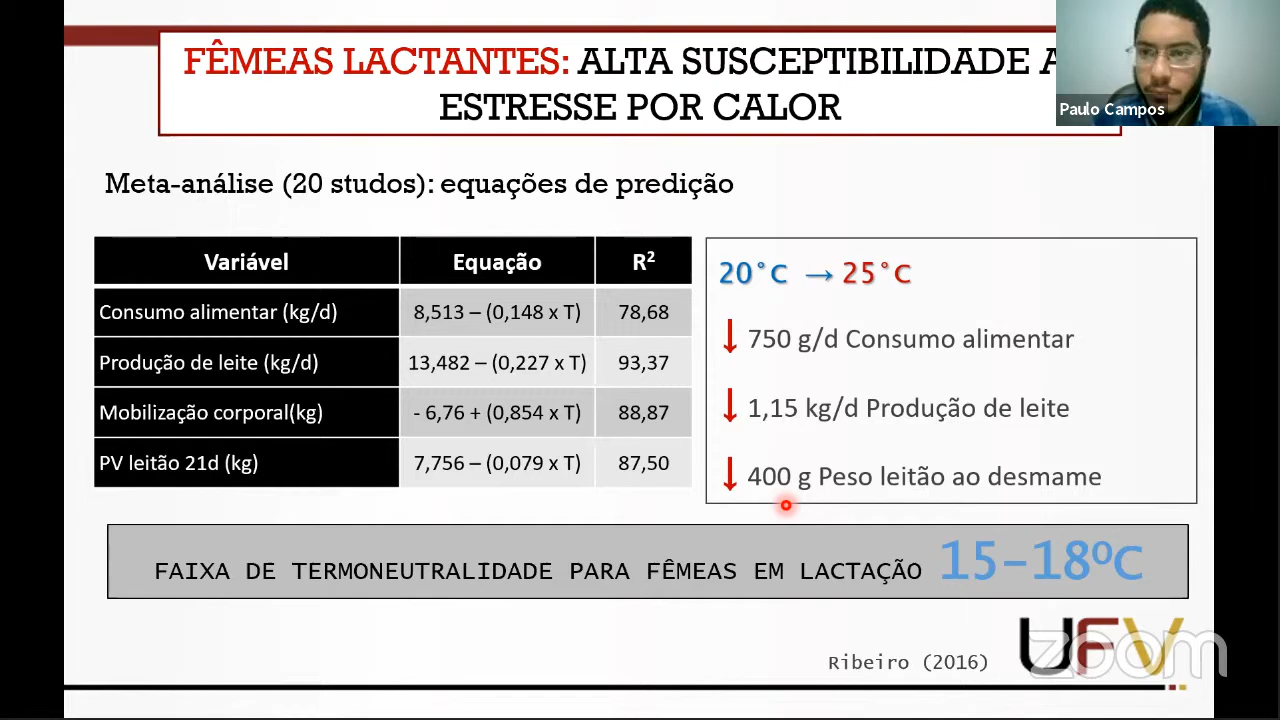 FÊMEAS LACTANTES: ALTA SUSCEPTIBILIDADE A
ESTRESSE POR CALOR
Paulo Campos
Meta-análise (20 studos): equações de predição
Variável Equação R²
Consumo alimentar (kg/d) 8,513 – (0,148 x T) 78,68
Produção de leite (kg/d) 13,482 – (0,227 x T) 93,37
Mobilização corporal(kg) - 6,76 + (0,854 x T) 88,87
PV leitão 21d (kg) 7,756 – (0,079 x T) 87,50
20°C → 25°C
↓ 750 g/d Consumo alimentar
↓ 1,15 kg/d Produção de leite
↓ 400 g Peso leitão ao desmame
FAIXA DE TERMONEUTRALIDADE PARA FÊMEAS EM LACTAÇÃO 15-18ºC
Ribeiro (2016)
UFV
zoom